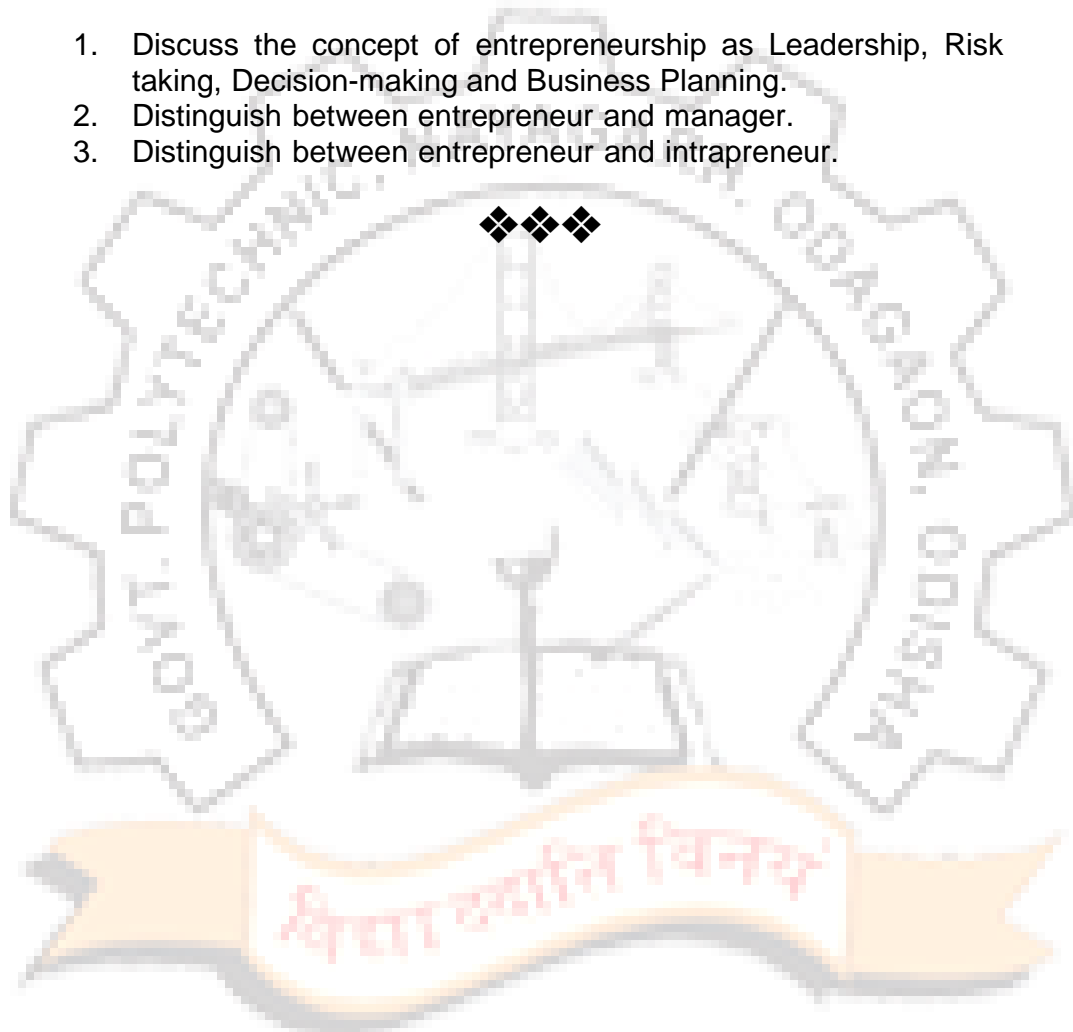 1. Discuss the concept of entrepreneurship as Leadership, Risk
taking, Decision-making and Business Planning.
2. Distinguish between entrepreneur and manager.
3. Distinguish between entrepreneur and intrapreneur.
❖❖❖
GOVT. POLYTECHNIC, NAYAGARH, ODAGAON, ODISHA
विद्या ददाति विनयं